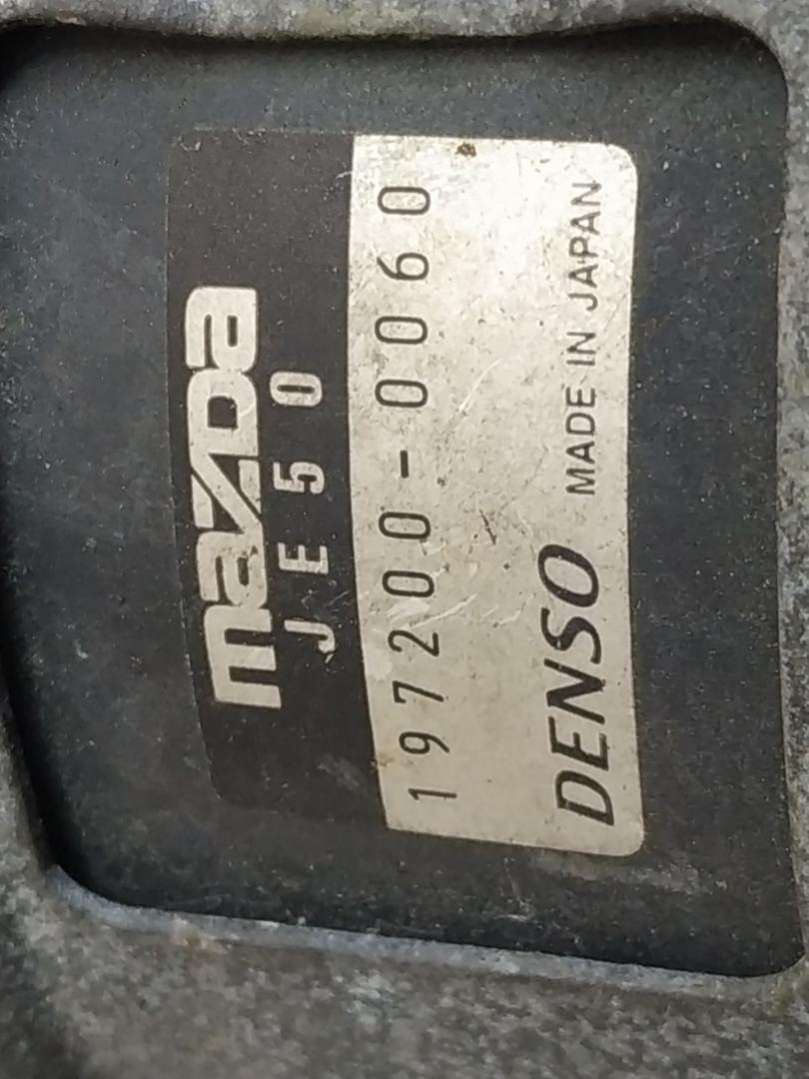 mazda
JE50
197200-0060
DENSO MADE IN JAPAN